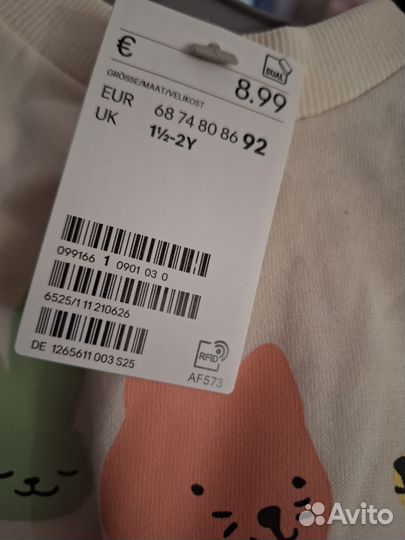 €
DUAL
8.99
GRÖSSE/MAAT/VELIKOST
EUR 68 74 80 86 92
UK 1½-2Y
099166 1 0901 03 0
6525/1 11 210626
DE 1265611 003 S25
RFID
AF573
Avito